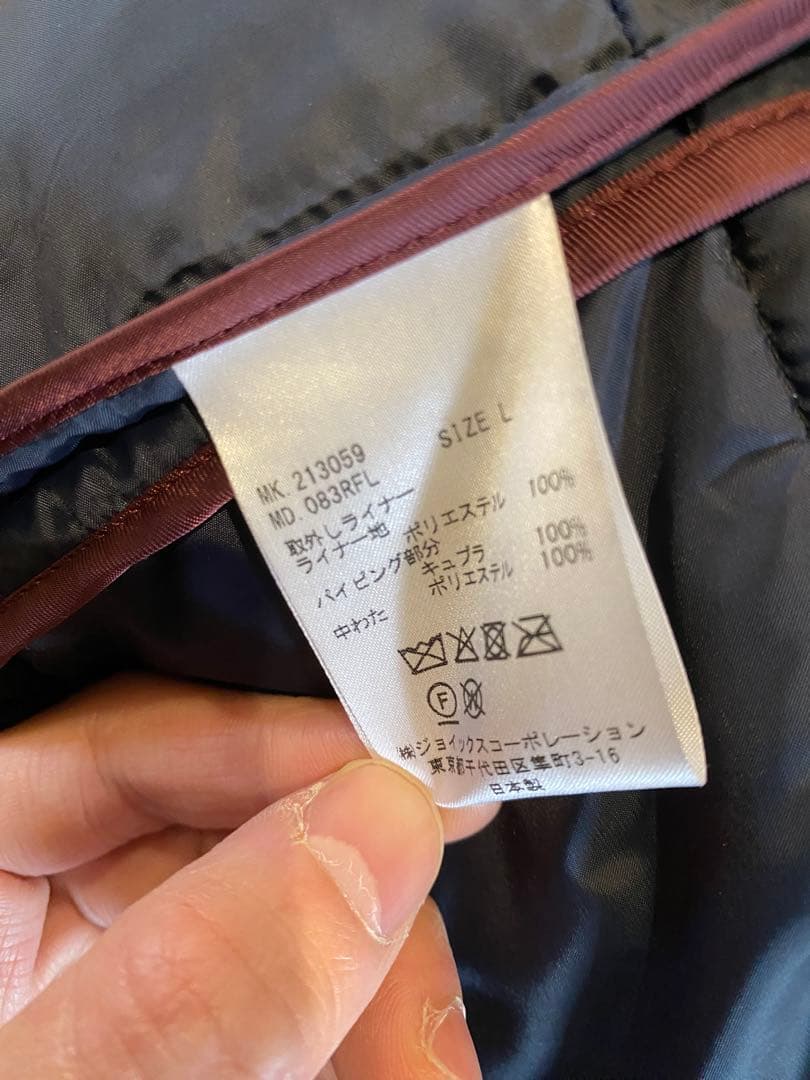 MK. 213059 SIZE L
MD. 083RFL
取外しライナー
ライナー地 ポリエステル 100%
パイピング部分
キュプラ 100%
中わた ポリエステル 100%
F
㈱ジョイックスコーポレーション
東京都千代田区隼町3-16
日本製